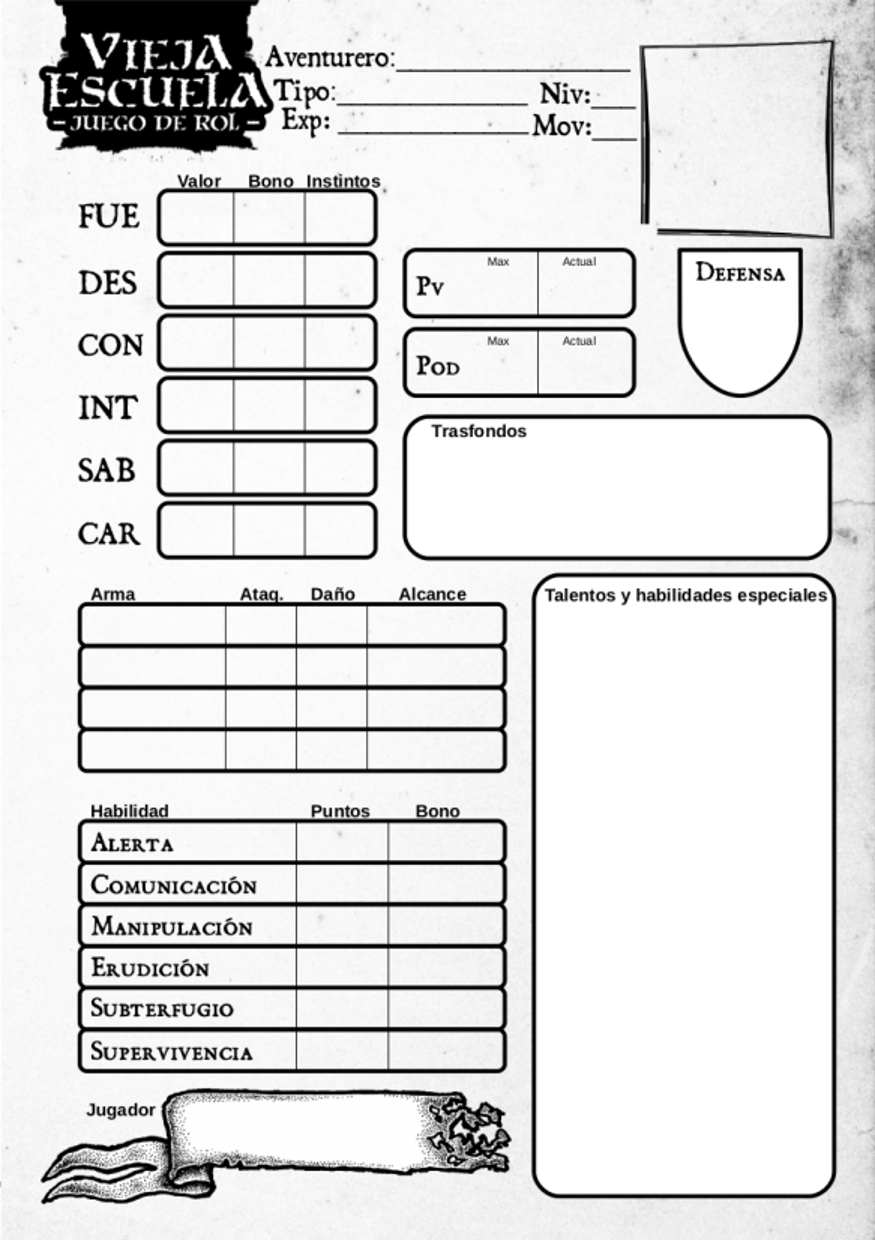 VIEJA
ESCUELA
-JUEGO DE ROL-
Aventurero:
Tipo: Niv:
Exp: Mov:
Valor Bono Instintos
FUE
DES
CON
INT
SAB
CAR
Max Actual
Pv
Max Actual
Pod
Defensa
Trasfondos
Arma Ataq. Daño Alcance
Talentos y habilidades especiales
Habilidad Puntos Bono
Alerta
Comunicación
Manipulación
Erudición
Subterfugio
Supervivencia
Jugador